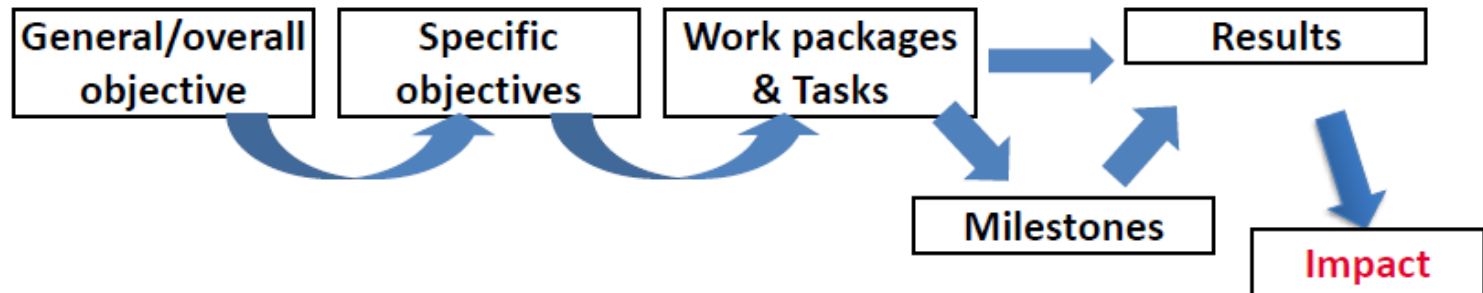 General/overall
objective
Specific
objectives
Work packages
& Tasks
Results
Milestones
Impact